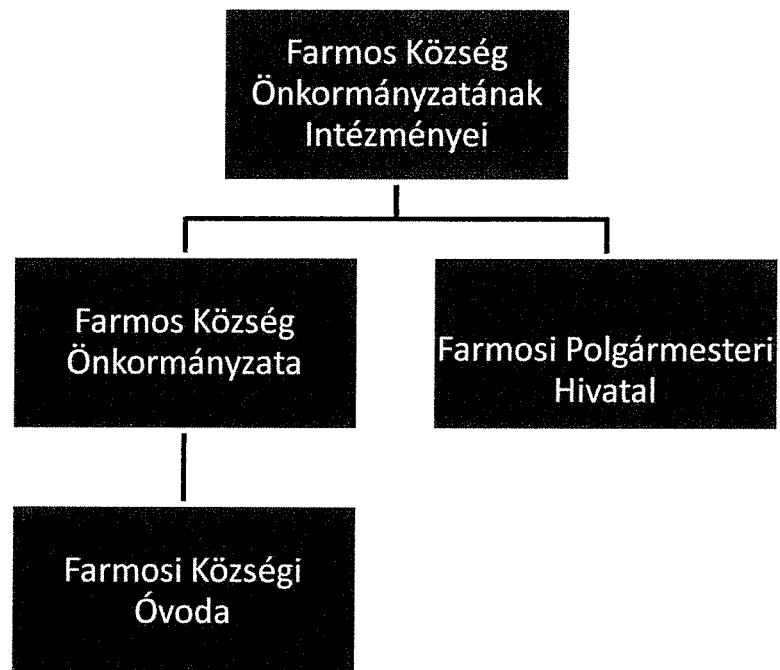 Farmos Község
Önkormányzatának
Intézményei
Farmos Község
Önkormányzata
Farmosi Polgármesteri
Hivatal
Farmosi Községi
Óvoda